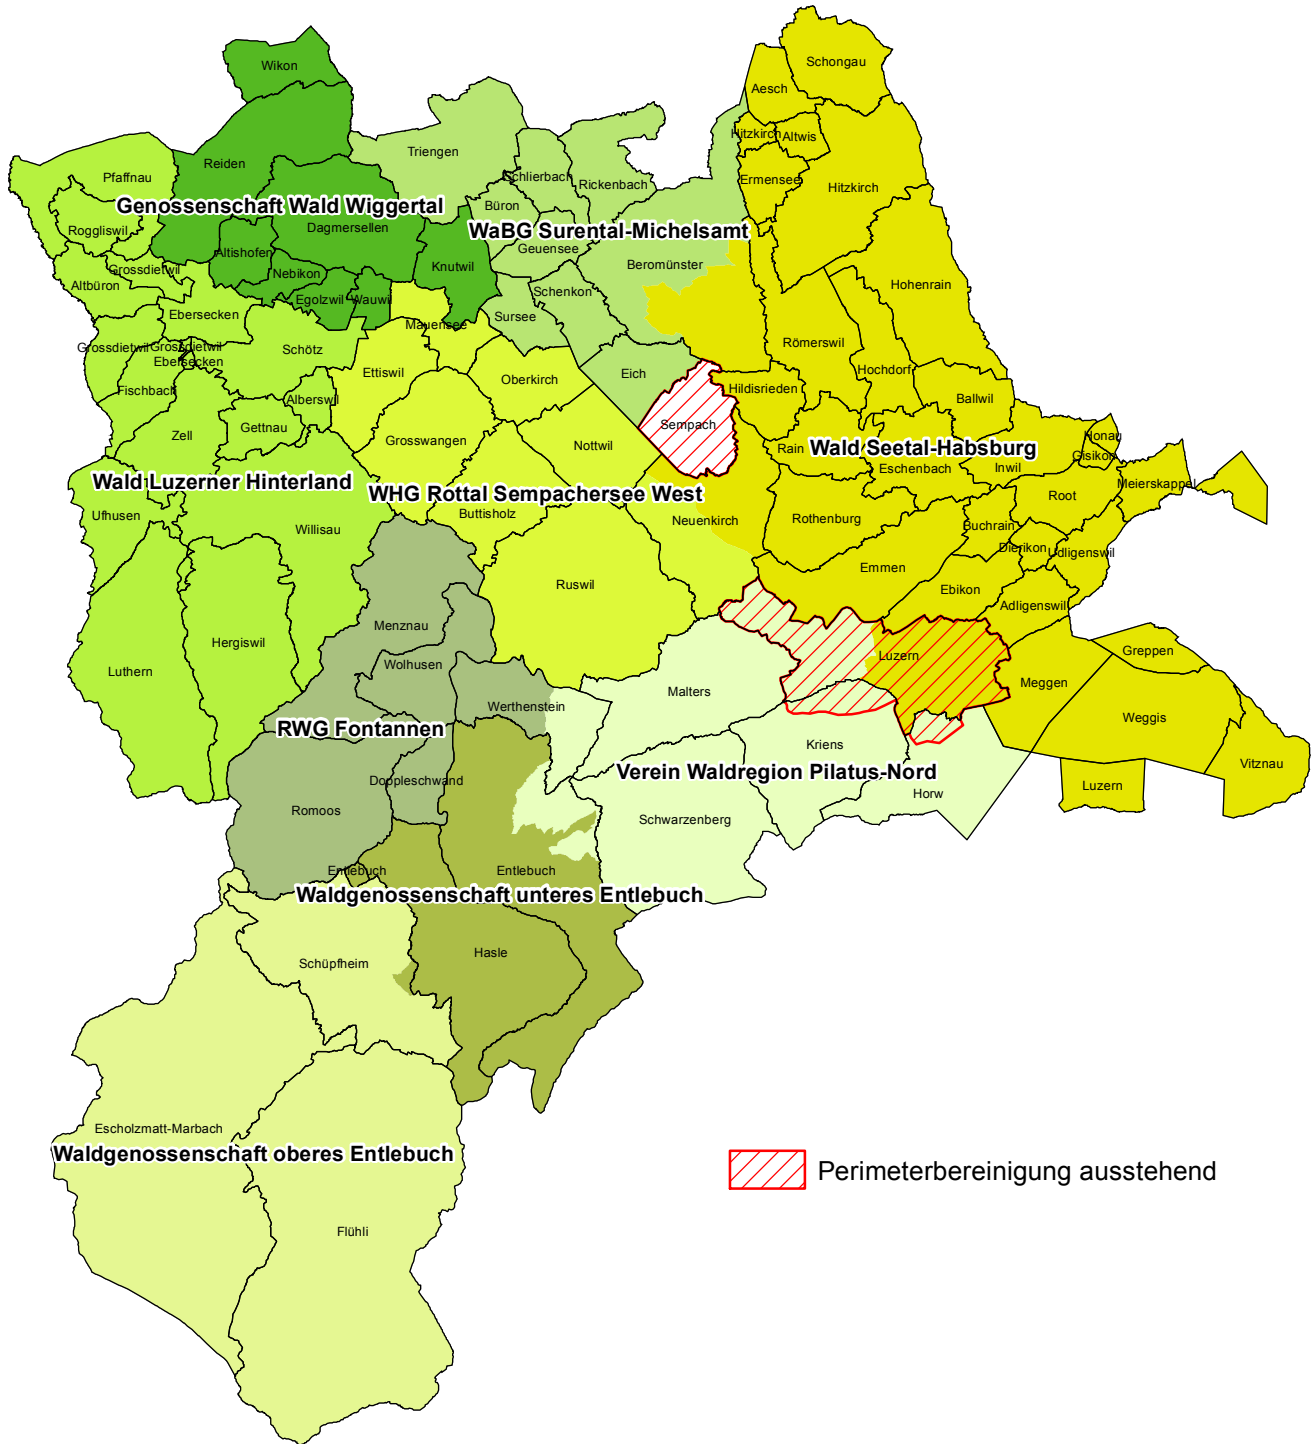 Wikon
Schongau
Aesch
Hitzkirch
Altwis
Triengen
Reiden
Pfaffnau
Schlierbach
Rickenbach
Ermensee
Hitzkirch
Genossenschaft Wald Wiggertal
Büron
Roggliswil
Dagmersellen
WaBG Surental-Michelsamt
Geuensee
Altishofen
Knutwil
Beromünster
Grossdietwil
Nebikon
Altbüron
Hohenrain
Schenkon
Egolzwil
Wauwil
Ebersecken
Sursee
Mauensee
Römerswil
Grossdietwil
Grossdietwil
Schötz
Ebersecken
Ettiswil
Eich
Hochdorf
Oberkirch
Fischbach
Hildisrieden
Alberswil
Ballwil
Sempach
Gettnau
Zell
Grosswangen
Nottwil
Rain
Wald Seetal-Habsburg
Honau
Gisikon
Eschenbach
Inwil
Wald Luzerner Hinterland
Meierskappel
WHG Rottal Sempachersee West
Root
Ufhusen
Buttisholz
Neuenkirch
Rothenburg
Buchrain
Willisau
Dierikon
Udligenswil
Emmen
Ruswil
Ebikon
Adligenswil
Menznau
Hergiswil
Greppen
Luzern
Wolhusen
Luthern
Meggen
Malters
Werthenstein
Weggis
RWG Fontannen
Kriens
Vitznau
Verein Waldregion Pilatus-Nord
Doppleschwand
Luzern
Horw
Romoos
Schwarzenberg
Entlebuch
Entlebuch
Waldgenossenschaft unteres Entlebuch
Hasle
Schüpfheim
Escholzmatt-Marbach
Waldgenossenschaft oberes Entlebuch
Perimeterbereinigung ausstehend
Flühli